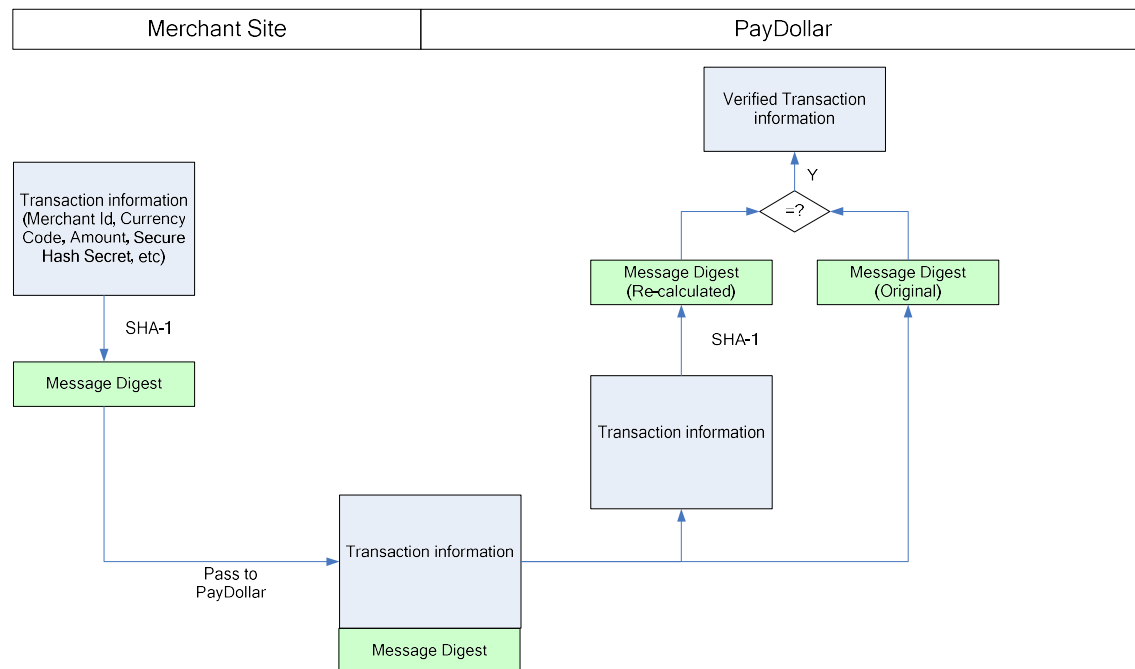 Merchant Site
PayDollar
Verified Transaction
information
Y
Transaction information
(Merchant Id, Currency
Code, Amount, Secure
Hash Secret, etc)
=?
Message Digest
(Re-calculated)
Message Digest
(Original)
SHA-1
SHA-1
Message Digest
Transaction information
Transaction information
Pass to
PayDollar
Message Digest